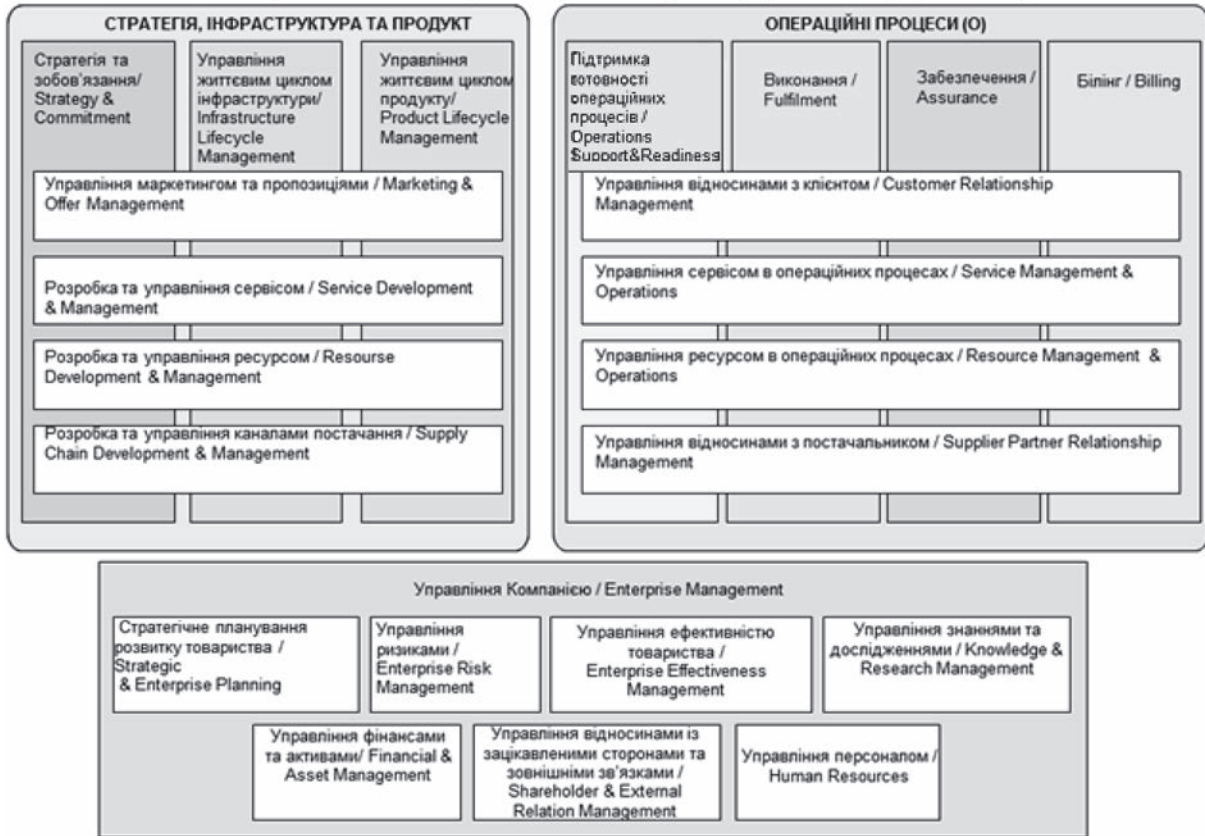 СТРАТЕГІЯ, ІНФРАСТРУКТУРА ТА ПРОДУКТ
Стратегія та
зобов'язання/
Strategy &
Commitment
Управління
життєвим циклом
інфраструктури/
Infrastructure
Lifecycle
Management
Управління
життєвим циклом
продукту/
Product Lifecycle
Management
Управління маркетингом та пропозиціями / Marketing &
Offer Management
Розробка та управління сервісом / Service Development
& Management
Розробка та управління ресурсом / Resourse
Development & Management
Розробка та управління каналами постачання / Supply
Chain Development & Management
ОПЕРАЦІЙНІ ПРОЦЕСИ (О)
Підтримка
готовності
операційних
процесів /
Operations
Support&Readiness
Виконання /
Fulfilment
Забезпечення /
Assurance
Білінг / Billing
Управління відносинами з клієнтом / Customer Relationship
Management
Управління сервісом в операційних процесах / Service Management &
Operations
Управління ресурсом в операційних процесах / Resource Management &
Operations
Управління відносинами з постачальником / Supplier Partner Relationship
Management
Управління Компанією / Enterprise Management
Стратегічне планування
розвитку товариства /
Strategic
& Enterprise Planning
Управління
ризиками /
Enterprise Risk
Management
Управління ефективністю
товариства /
Enterprise Effectiveness
Management
Управління знаннями та
дослідженнями / Knowledge &
Research Management
Управління фінансами
та активами/ Financial &
Asset Management
Управління відносинами із
зацікавленими сторонами та
зовнішніми зв'язками /
Shareholder & External
Relation Management
Управління персоналом /
Human Resources